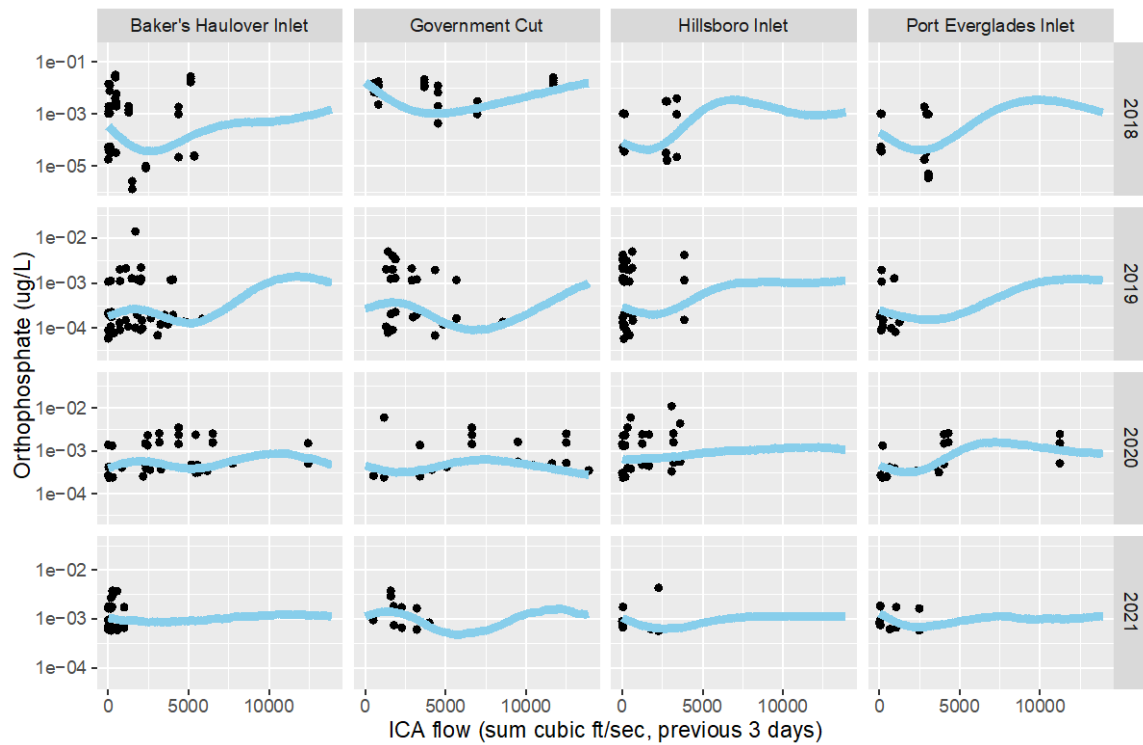 Baker's Haulover Inlet Government Cut Hillsboro Inlet Port Everglades Inlet
Orthophosphate (ug/L)
1e-01
1e-03
1e-05
2018
1e-02
1e-03
1e-04
2019
1e-02
1e-03
1e-04
2020
1e-02
1e-03
1e-04
2021
0 5000 10000 0 5000 10000 0 5000 10000 0 5000 10000
ICA flow (sum cubic ft/sec, previous 3 days)